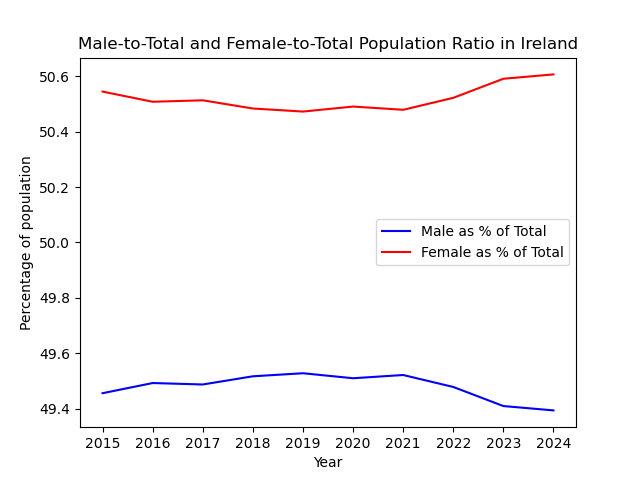 Male-to-Total and Female-to-Total Population Ratio in Ireland
Percentage of population
50.6
50.4
50.2
50.0
49.8
49.6
49.4
Male as % of Total
Female as % of Total
2015 2016 2017 2018 2019 2020 2021 2022 2023 2024
Year